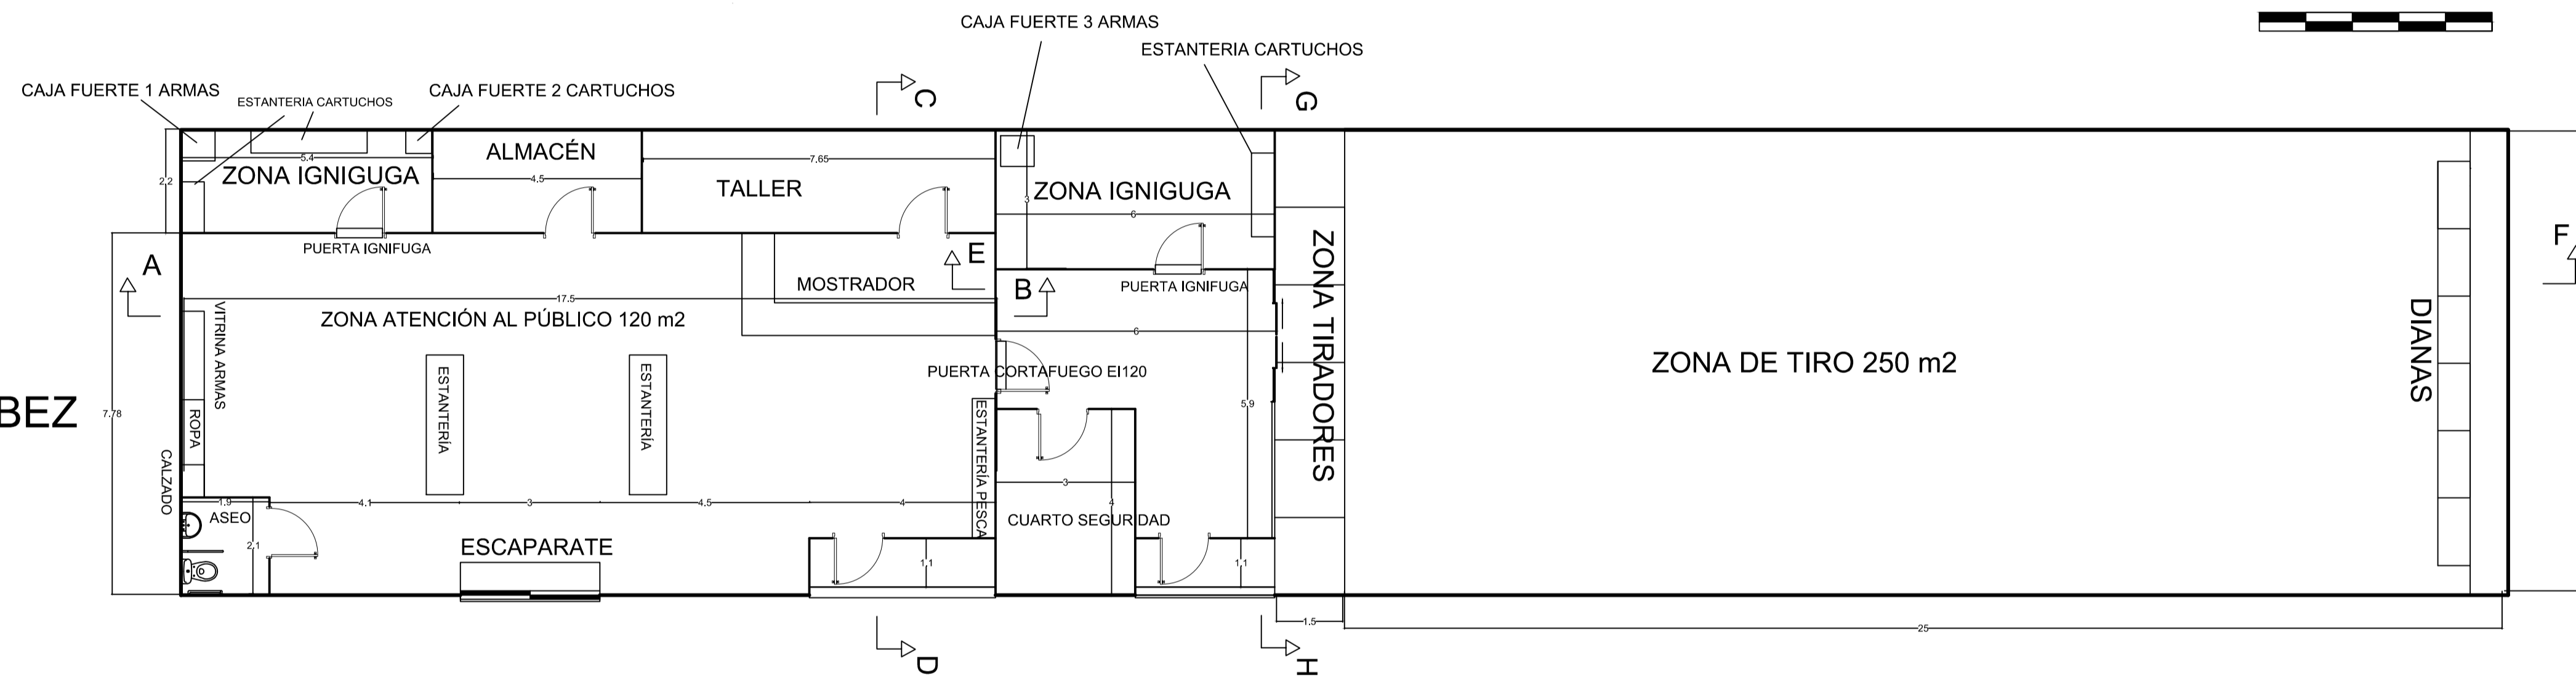 CAJA FUERTE 3 ARMAS
ESTANTERIA CARTUCHOS
CAJA FUERTE 1 ARMAS
ESTANTERIA CARTUCHOS
CAJA FUERTE 2 CARTUCHOS
C
G
5.4
ZONA IGNIGUGA
ALMACÉN
4.5
7.65
TALLER
2.2
3
ZONA IGNIGUGA
6
PUERTA IGNIFUGA
A
E
MOSTRADOR
B
PUERTA IGNIFUGA
F
17.5
VITRINA ARMAS
ZONA ATENCIÓN AL PÚBLICO 120 m2
6
ZONA TIRADORES
DIANAS
ZONA DE TIRO 250 m2
PUERTA CORTAFUEGO EI120
BEZ
7.78
ROPA
ESTANTERÍA
ESTANTERÍA
ESTANTERÍA PESCA
5.9
CALZADO
1.9
4.1
3
4.5
4
3
4
ASEO
2.1
CUARTO SEGURIDAD
ESCAPARATE
1.1
1.1
1.5
25
D
H